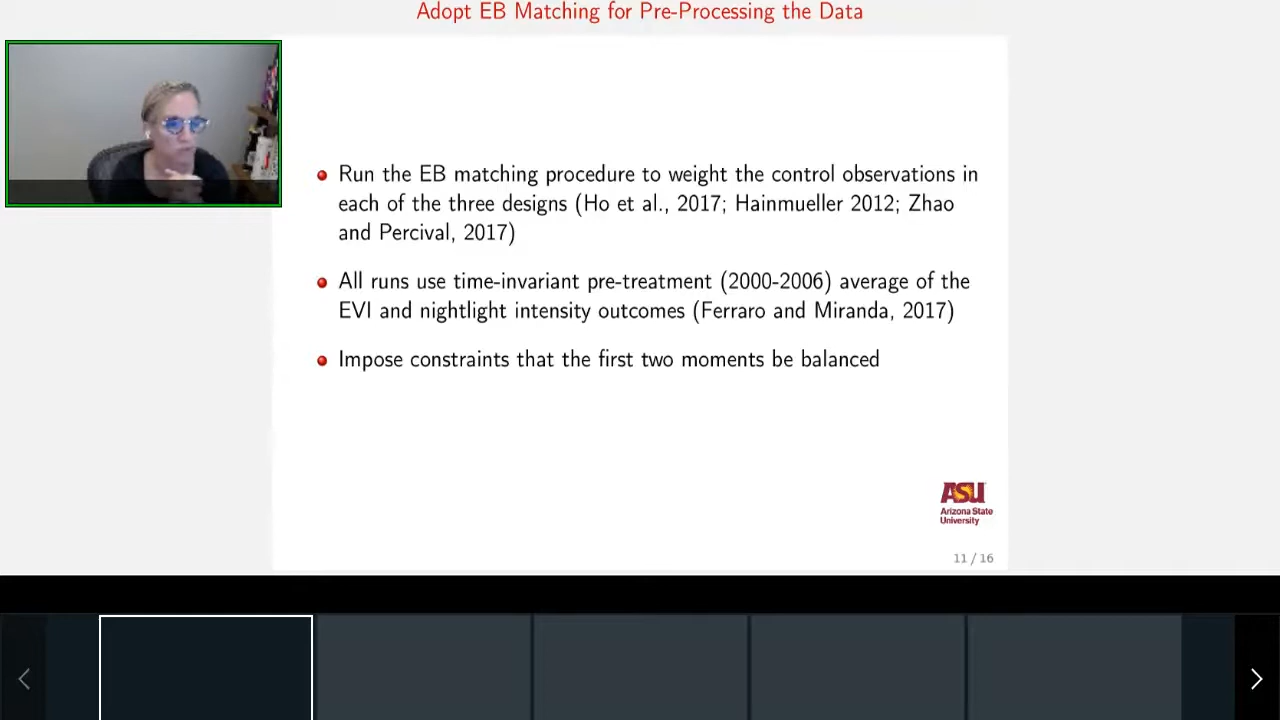 Adopt EB Matching for Pre-Processing the Data
Run the EB matching procedure to weight the control observations in
each of the three designs (Ho et al., 2017; Hainmueller 2012; Zhao
and Percival, 2017)
All runs use time-invariant pre-treatment (2000-2006) average of the
EVI and nightlight intensity outcomes (Ferraro and Miranda, 2017)
Impose constraints that the first two moments be balanced
ASU
Arizona State
University
11 / 16